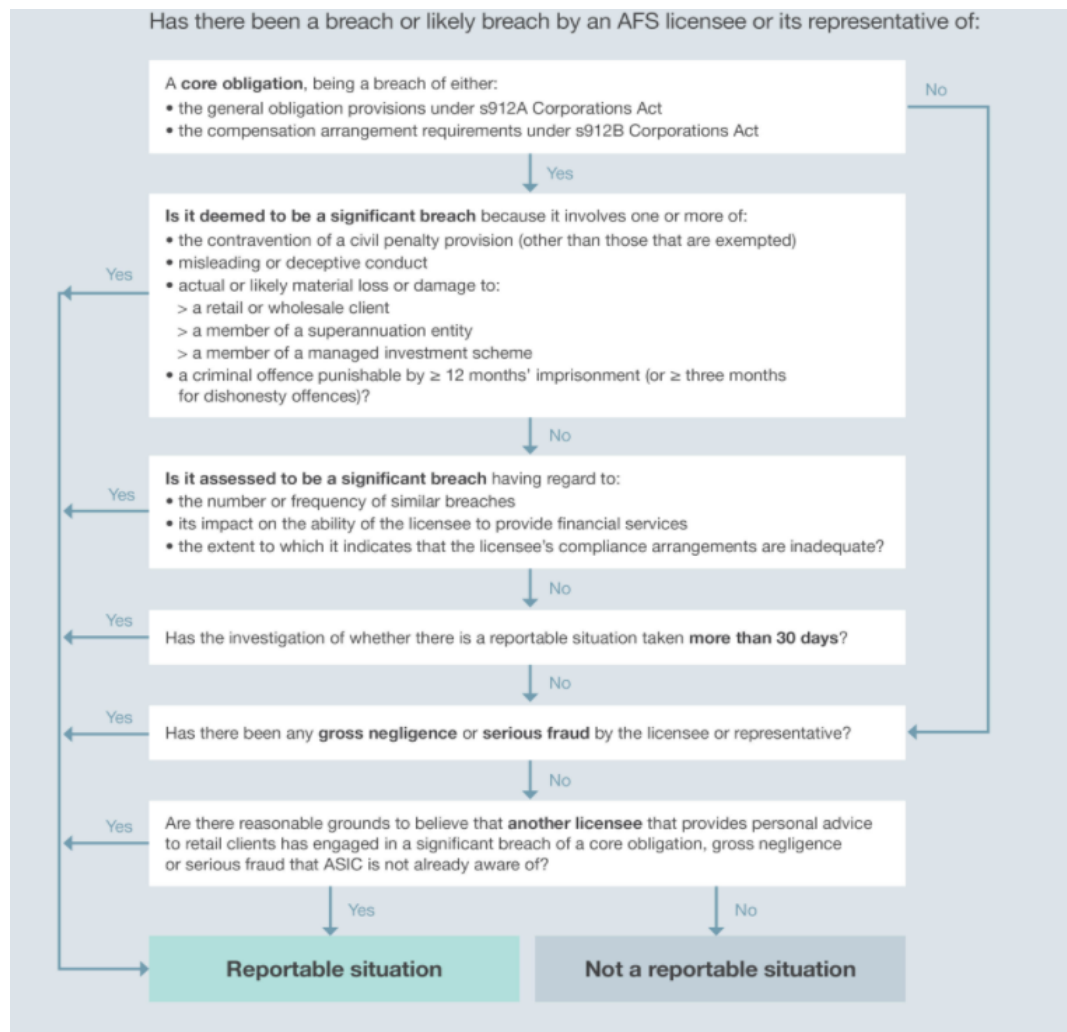 Has there been a breach or likely breach by an AFS licensee or its representative of:
A core obligation, being a breach of either:
• the general obligation provisions under s912A Corporations Act
• the compensation arrangement requirements under s912B Corporations Act
No
Yes
Is it deemed to be a significant breach because it involves one or more of:
• the contravention of a civil penalty provision (other than those that are exempted)
• misleading or deceptive conduct
• actual or likely material loss or damage to:
> a retail or wholesale client
> a member of a superannuation entity
> a member of a managed investment scheme
• a criminal offence punishable by ≥ 12 months' imprisonment (or ≥ three months
for dishonesty offences)?
Yes
No
Is it assessed to be a significant breach having regard to:
• the number or frequency of similar breaches
• its impact on the ability of the licensee to provide financial services
• the extent to which it indicates that the licensee's compliance arrangements are inadequate?
Yes
No
Has the investigation of whether there is a reportable situation taken more than 30 days?
Yes
No
Has there been any gross negligence or serious fraud by the licensee or representative?
Yes
No
Are there reasonable grounds to believe that another licensee that provides personal advice
to retail clients has engaged in a significant breach of a core obligation, gross negligence
or serious fraud that ASIC is not already aware of?
Yes
Yes
No
Reportable situation
Not a reportable situation